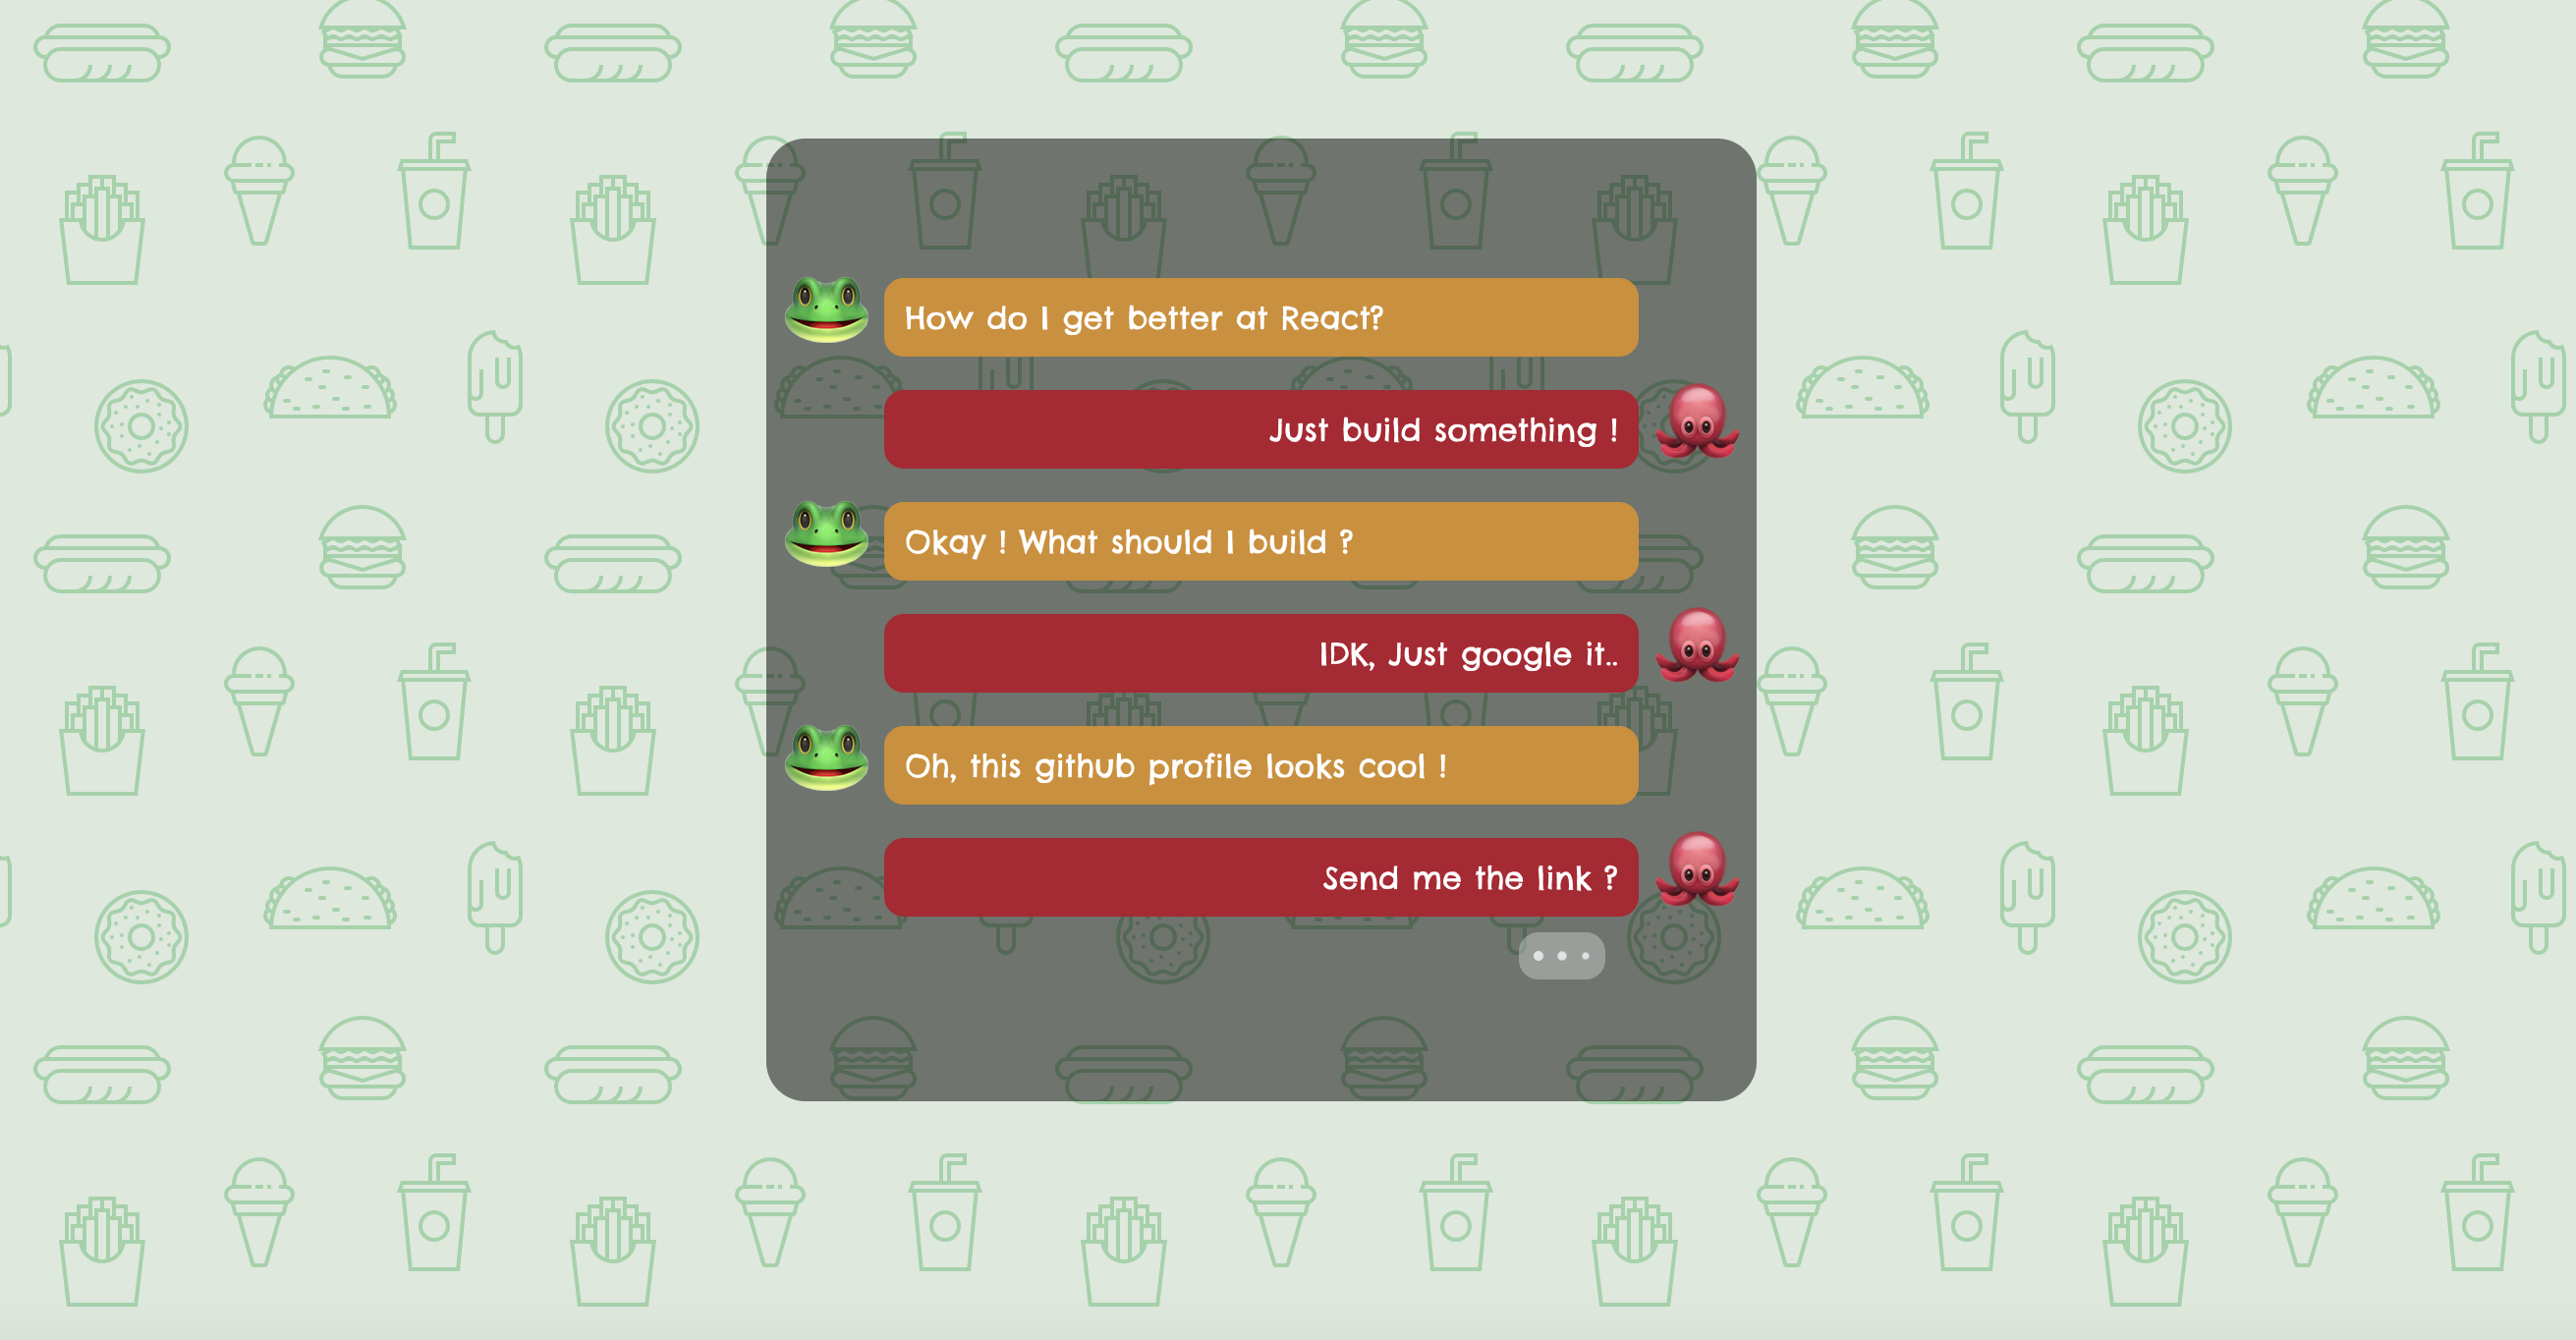 How do I get better at React?
Just build something !
Okay ! What should I build ?
IDK, Just google it..
Oh, this github profile looks cool !
Send me the link ?